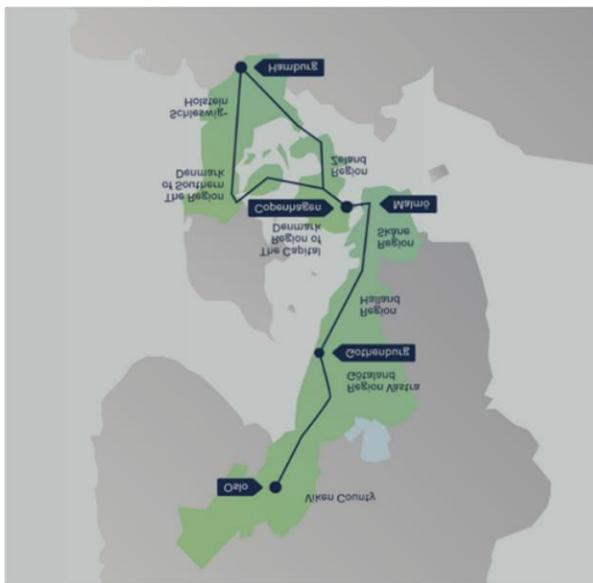 Viken County
Oslo
Region Västra
Götaland
Gothenburg
Region
Halland
The Capital
Region of
Denmark
Region
Skåne
Copenhagen
Malmö
The Region
of Southern
Denmark
Region
Zeland
Schleswig-
Holstein
Hamburg